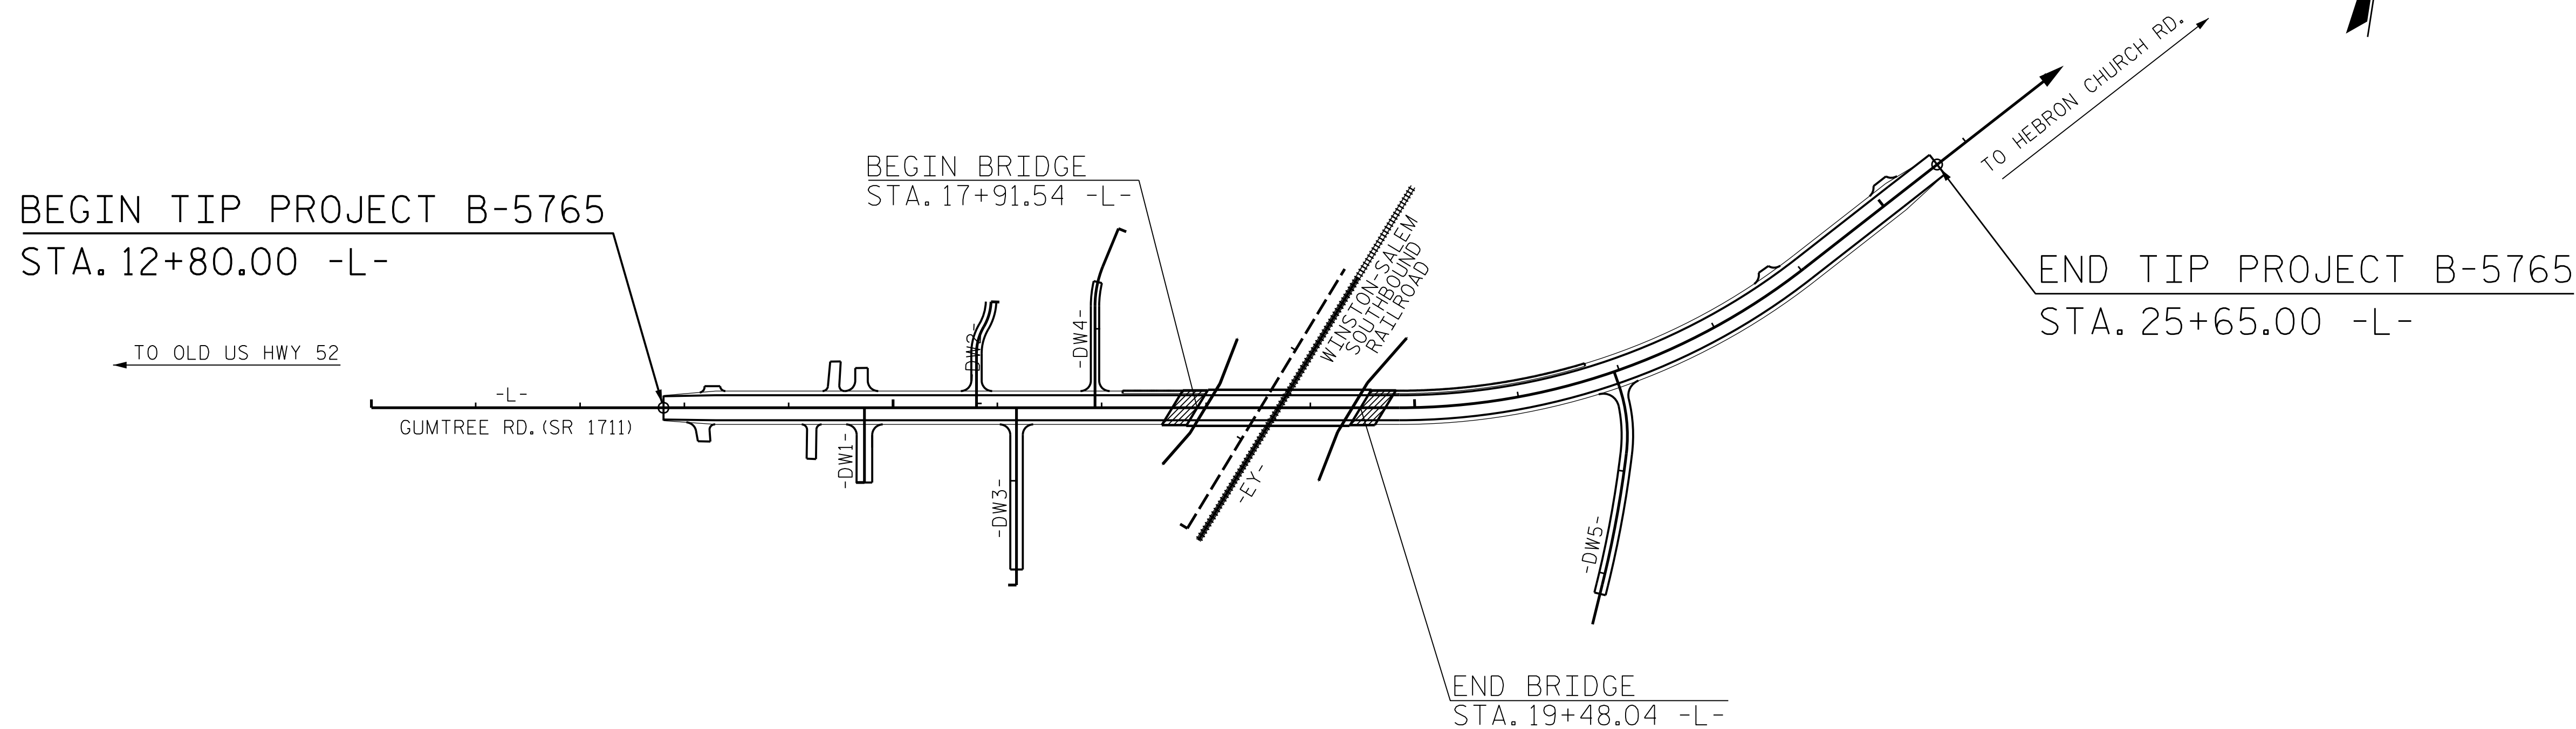 TO HEBRON CHURCH RD.
BEGIN BRIDGE
STA. 17+91.54 -L-
BEGIN TIP PROJECT B-5765
STA. 12+80.00 -L-
WINSTON-SALEM
SOUTHBOUND
RAILROAD
END TIP PROJECT B-5765
STA. 25+65.00 -L-
TO OLD US HWY 52
-L-
GUMTREE RD. (SR 1711)
-DW2-
-DW4-
-DW1-
-DW3-
-EY-
-DW5-
END BRIDGE
STA. 19+48.04 -L-